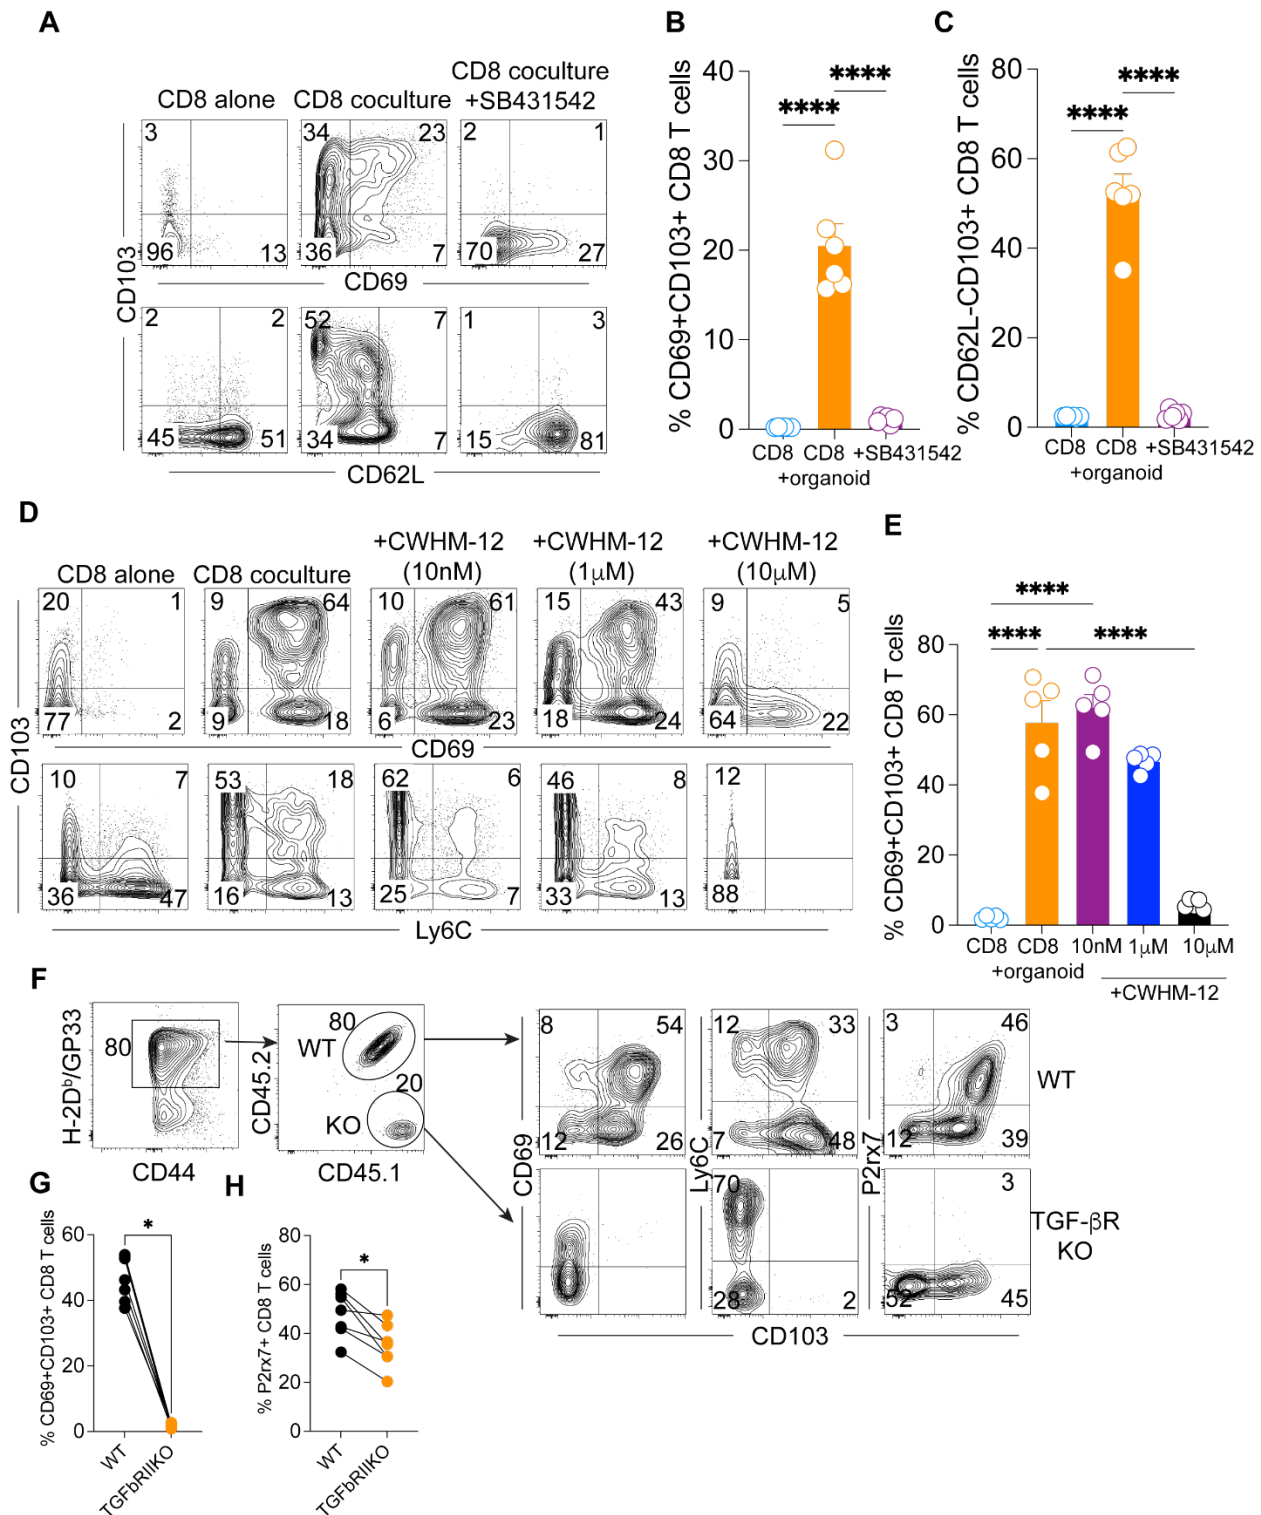 A
CD8 alone
CD8 coculture
CD8 coculture
+SB431542
3
96
13
34
23
36
7
2
1
70
27
CD103
CD69
2
2
45
51
52
7
34
7
1
3
15
81
CD62L
B
% CD69+CD103+ CD8 T cells
40
30
20
10
0
****
****
CD8
CD8
+SB431542
+organoid
C
% CD62L-CD103+ CD8 T cells
80
60
40
20
0
****
****
CD8
CD8
+SB431542
+organoid
D
CD8 alone
CD8 coculture
+CWHM-12
(10nM)
+CWHM-12
(1μM)
+CWHM-12
(10μM)
20
1
77
2
9
64
9
18
10
61
6
23
15
43
18
24
9
5
64
22
CD103
CD69
10
7
36
47
53
18
16
13
62
6
25
7
46
8
33
13
12
88
Ly6C
E
% CD69+CD103+ CD8 T cells
80
60
40
20
0
****
****
****
CD8
CD8
10nM
1μM
10μM
+organoid
+CWHM-12
F
H-2Dᵇ/GP33
80
CD44
CD45.2
80
WT
20
KO
CD45.1
CD69
8
54
12
26
Ly6C
12
33
7
48
P2rx7
3
46
12
39
WT
70
28
2
3
52
45
TGF-βR
KO
CD103
G
% CD69+CD103+ CD8 T cells
60
40
20
0
*
WT
TGFbRIIKO
H
% P2rx7+ CD8 T cells
80
60
40
20
0
*
WT
TGFbRIIKO